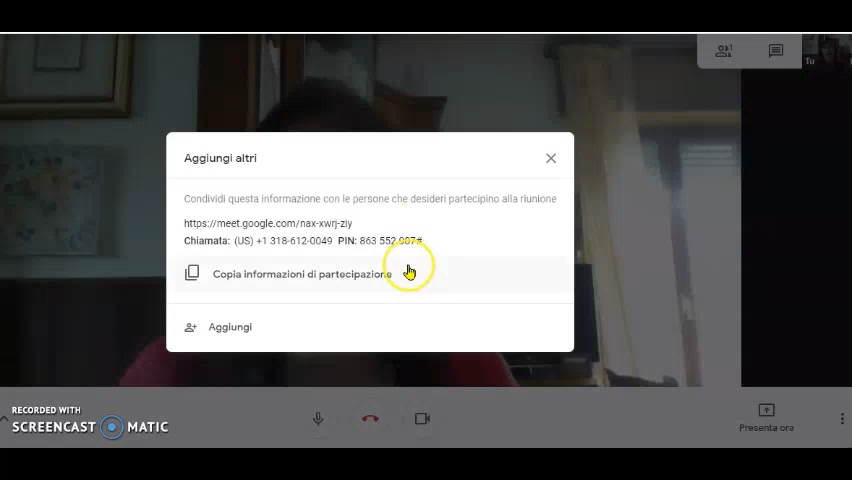 Tu
Aggiungi altri
Condividi questa informazione con le persone che desideri partecipino alla riunione
https://meet.google.com/nax-xwrj-ziy
Chiamata: (US) +1 318-612-0049 PIN: 863 552 907#
Copia informazioni di partecipazione
Aggiungi
RECORDED WITH
SCREENCAST MATIC
Presenta ora